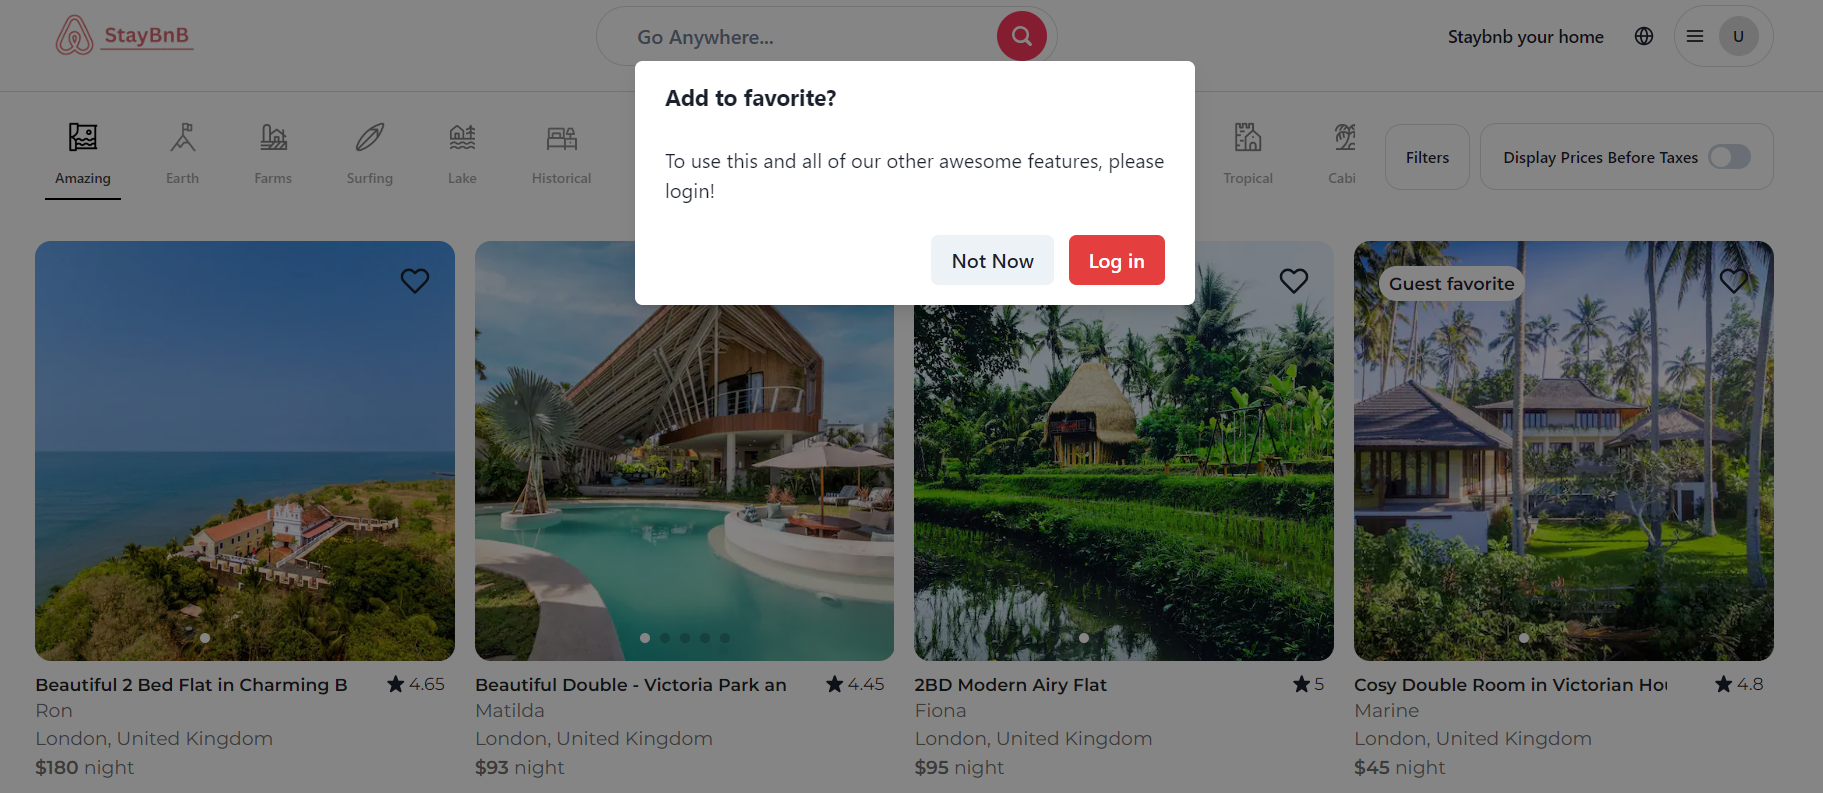 StayBnB
Go Anywhere...
Staybnb your home
U
Add to favorite?
To use this and all of our other awesome features, please
login!
Not Now
Log in
Amazing
Earth
Farms
Surfing
Lake
Historical
Tropical
Cabi
Filters
Display Prices Before Taxes
Guest favorite
Beautiful 2 Bed Flat in Charming B
4.65
Ron
London, United Kingdom
$180 night
Beautiful Double - Victoria Park an
4.45
Matilda
London, United Kingdom
$93 night
2BD Modern Airy Flat
5
Fiona
London, United Kingdom
$95 night
Cosy Double Room in Victorian Hou
4.8
Marine
London, United Kingdom
$45 night